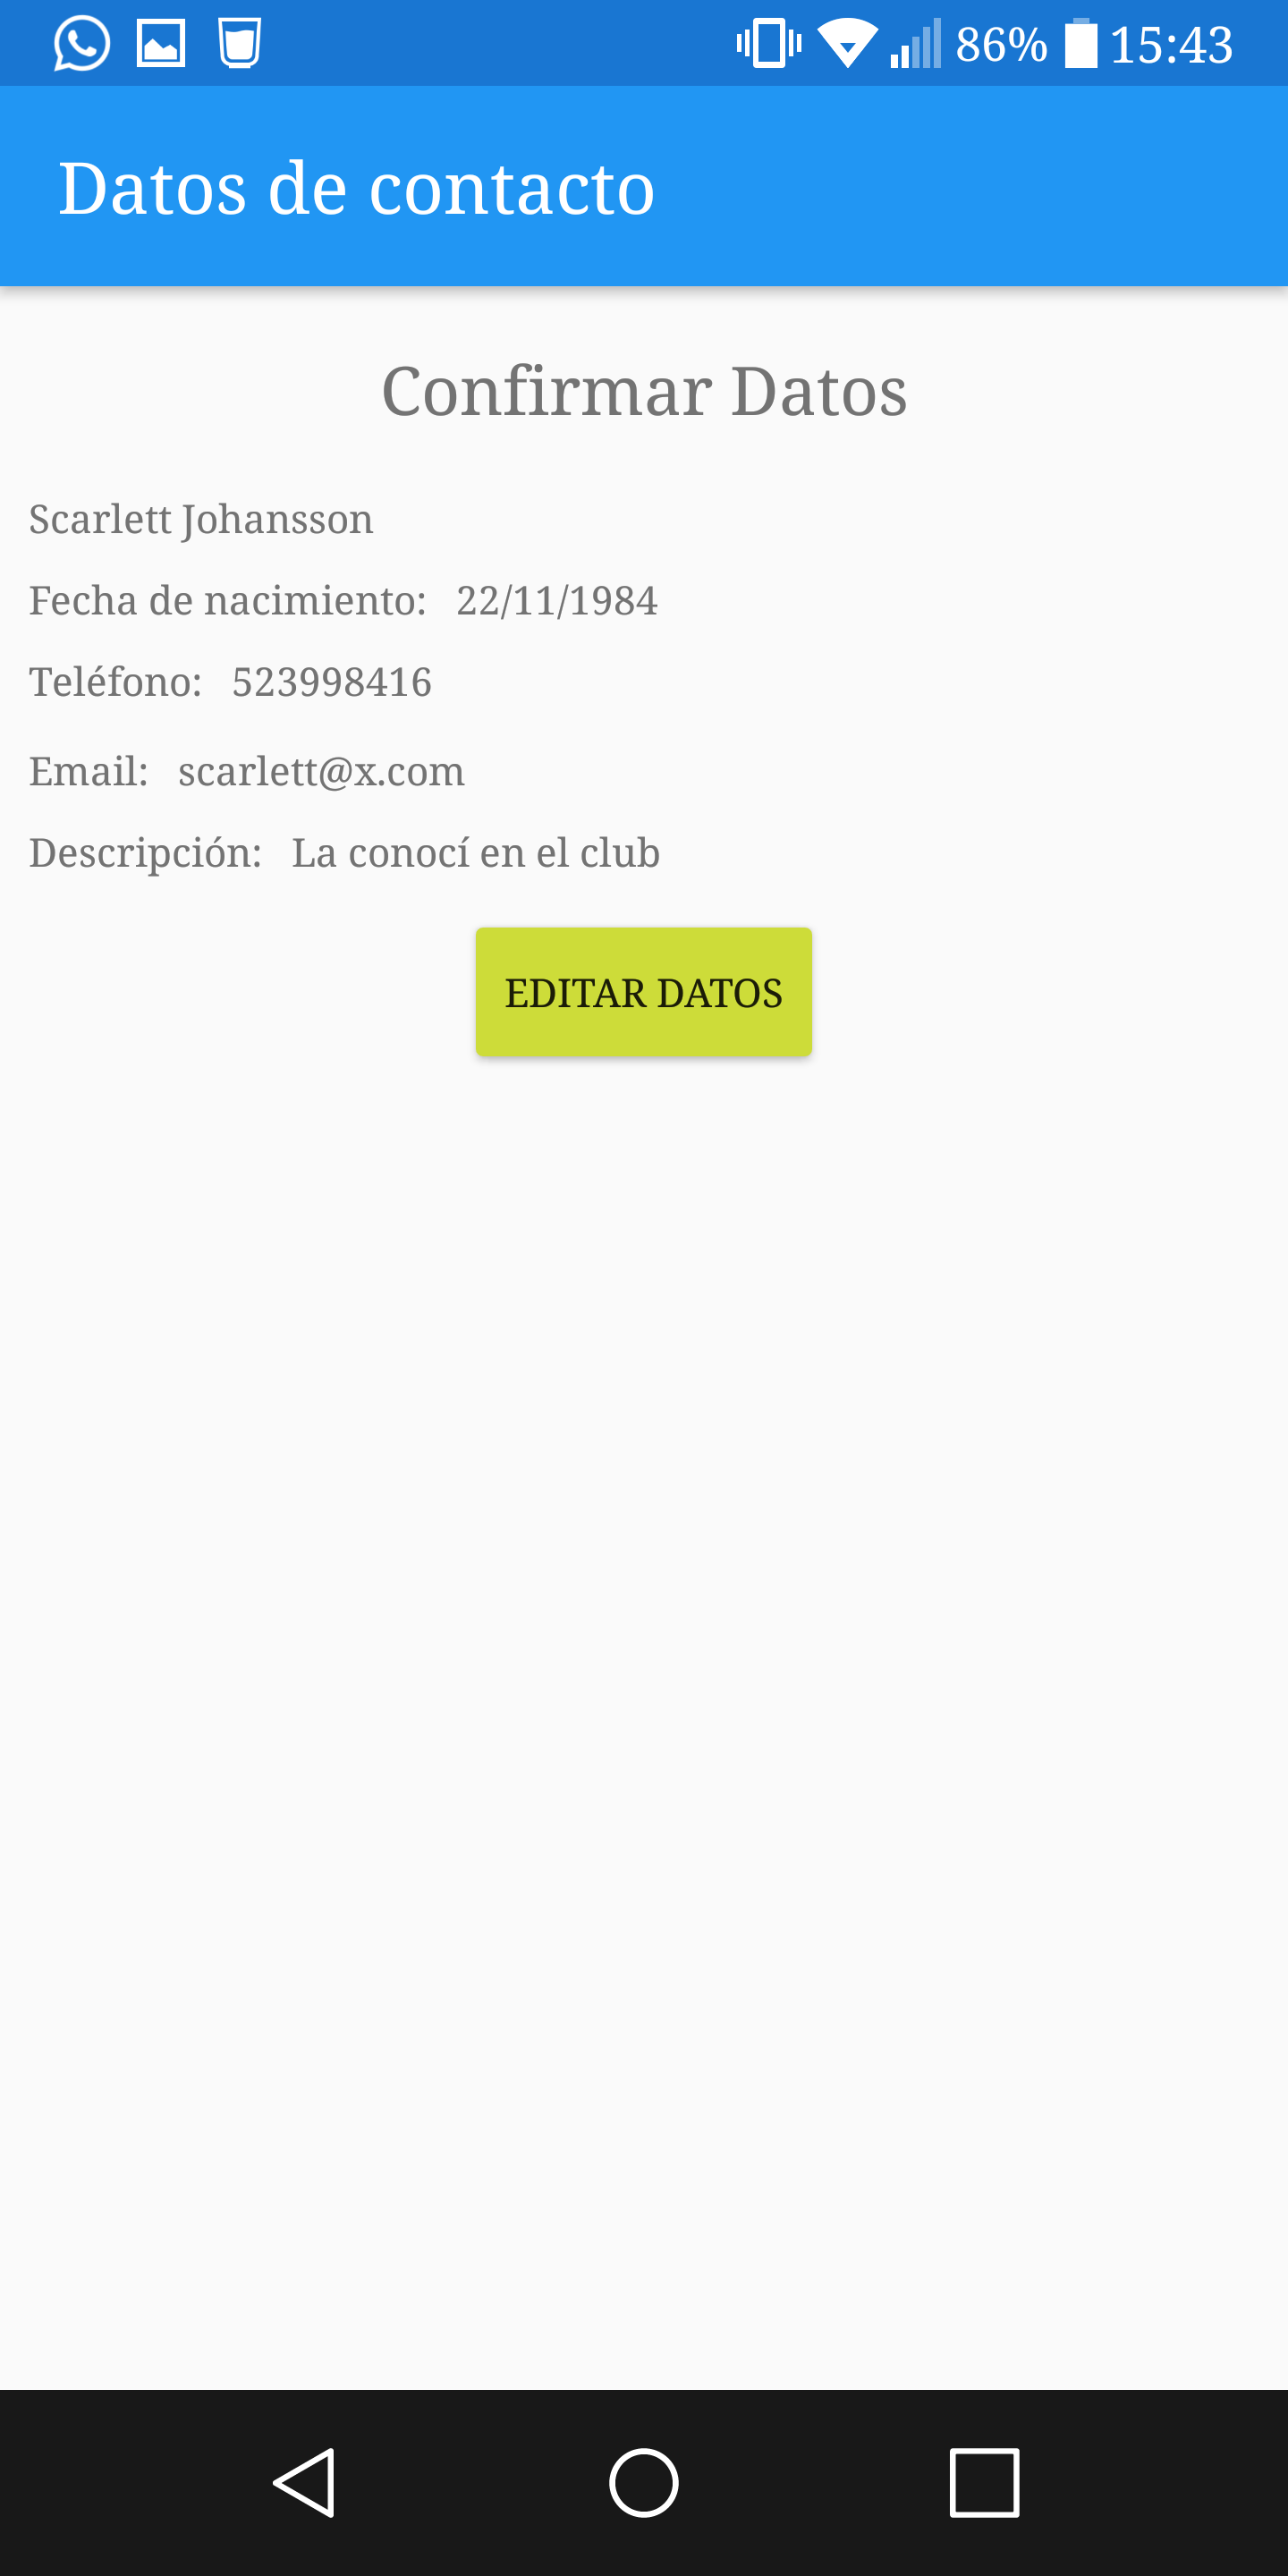 86% 15:43
Datos de contacto
Confirmar Datos
Scarlett Johansson
Fecha de nacimiento: 22/11/1984
Teléfono: 523998416
Email: scarlett@x.com
Descripción: La conocí en el club
EDITAR DATOS